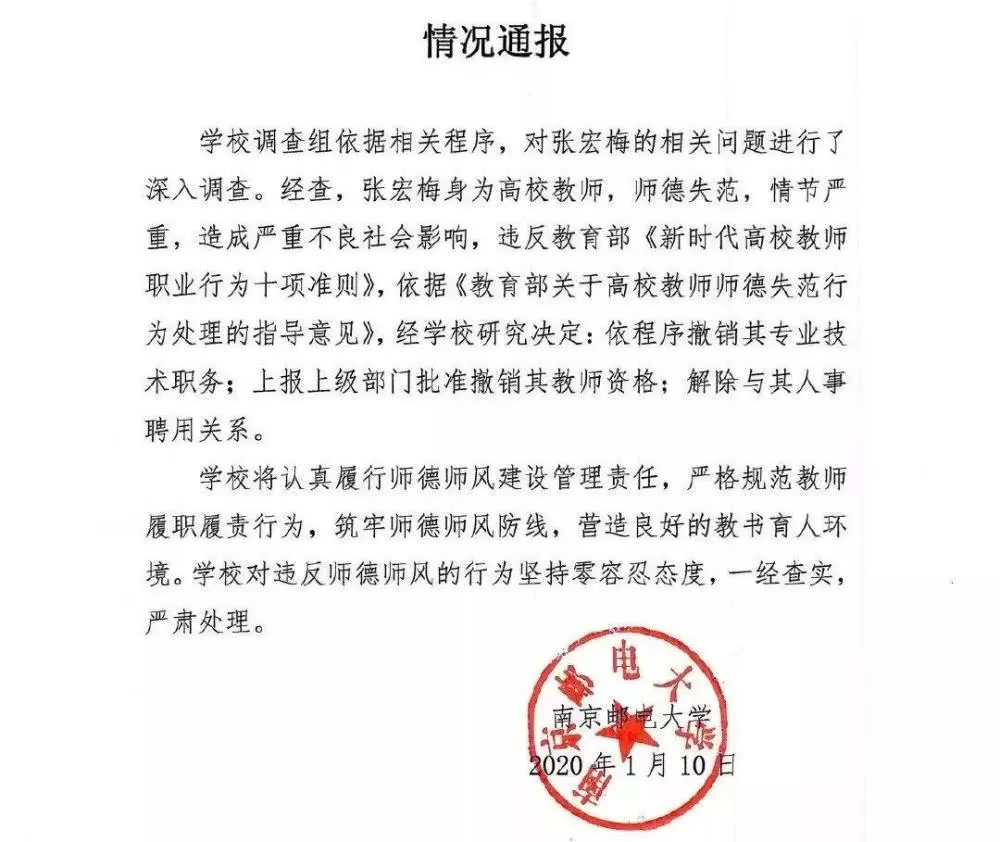 情况通报
学校调查组依据相关程序，对张宏梅的相关问题进行了
深入调查。经查，张宏梅身为高校教师，师德失范，情节严
重，造成严重不良社会影响，违反教育部《新时代高校教师
职业行为十项准则》，依据《教育部关于高校教师师德失范行
为处理的指导意见》，经学校研究决定：依程序撤销其专业技
术职务；上报上级部门批准撤销其教师资格；解除与其人事
聘用关系。
学校将认真履行师德师风建设管理责任，严格规范教师
履职履责行为，筑牢师德师风防线，营造良好的教书育人环
境。学校对违反师德师风的行为坚持零容忍态度，一经查实，
严肃处理。
南京邮电大学
南京邮电大学
2020年1月10日